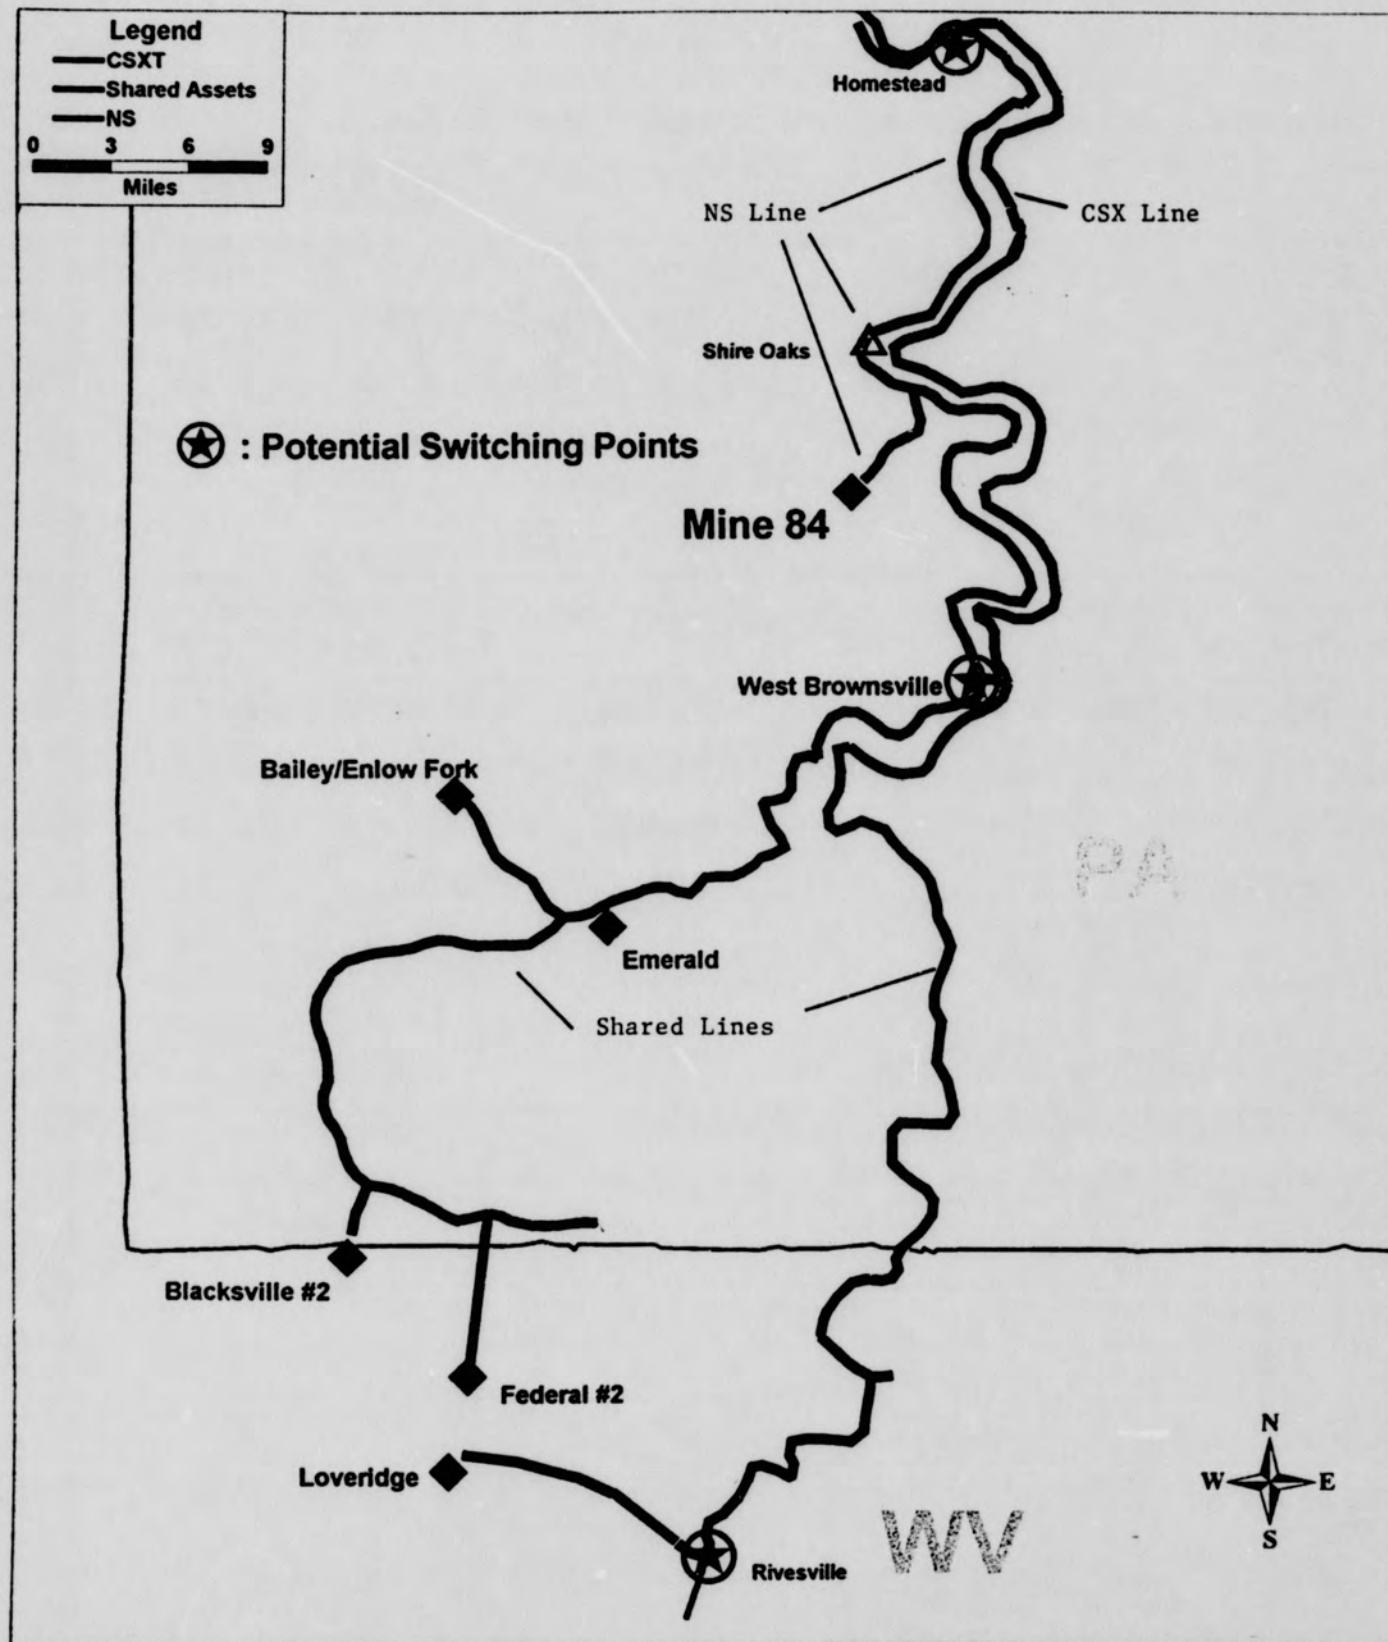 Legend
CSXT
Shared Assets
NS
0 3 6 9
Miles
Homestead
NS Line
CSX Line
Shire Oaks
: Potential Switching Points
Mine 84
West Brownsville
Bailey/Enlow Fork
PA
Emerald
Shared Lines
Blacksville #2
Federal #2
Loveridge
N
W E
S
WV
Rivesville